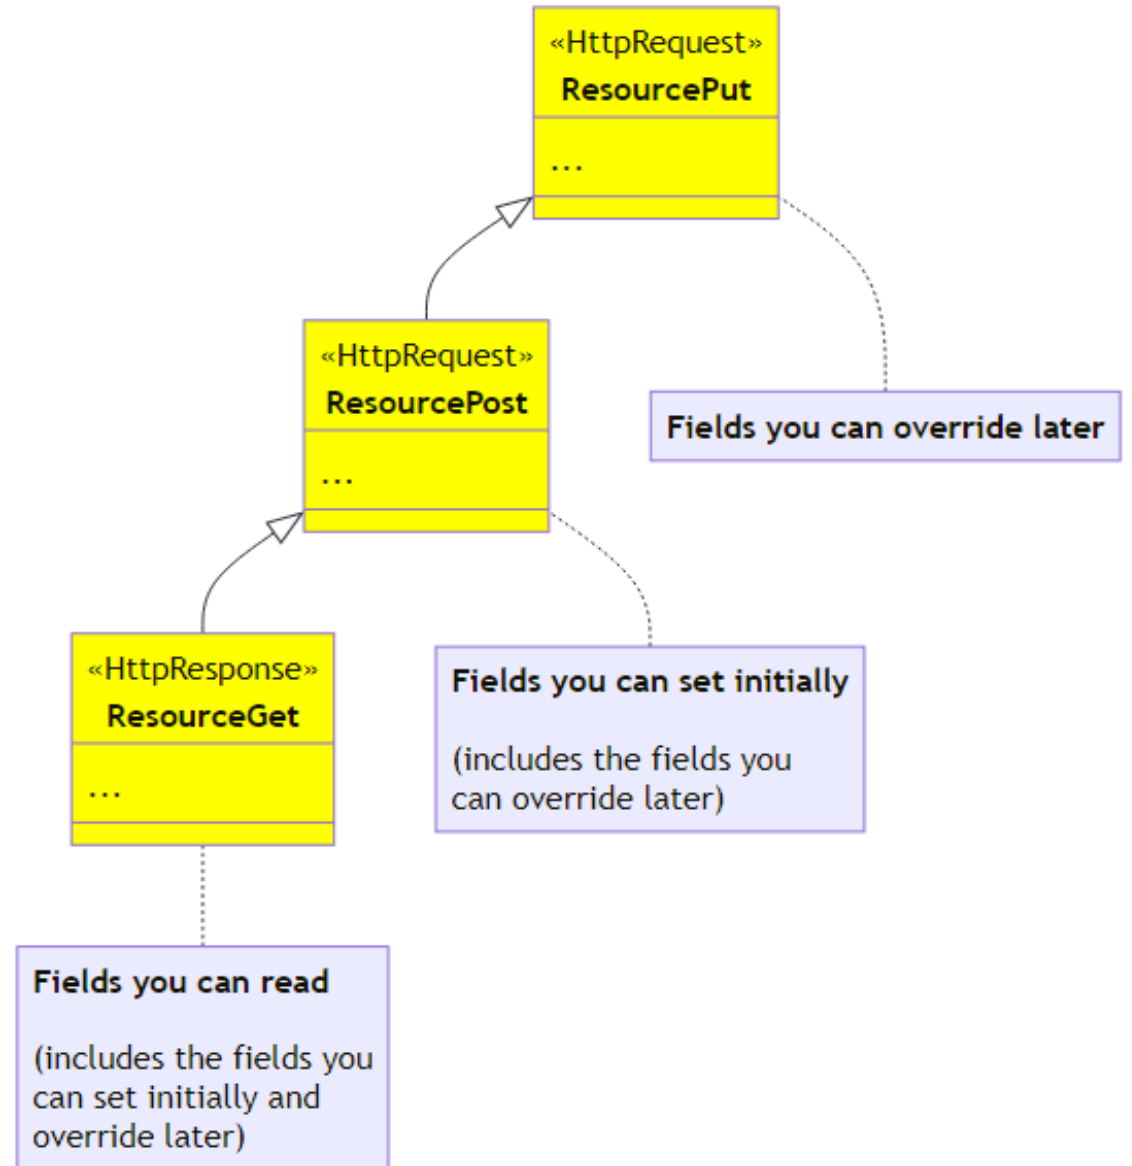 «HttpRequest»
ResourcePut
...
Fields you can override later
«HttpRequest»
ResourcePost
...
Fields you can set initially
(includes the fields you
can override later)
«HttpResponse»
ResourceGet
...
Fields you can read
(includes the fields you
can set initially and
override later)